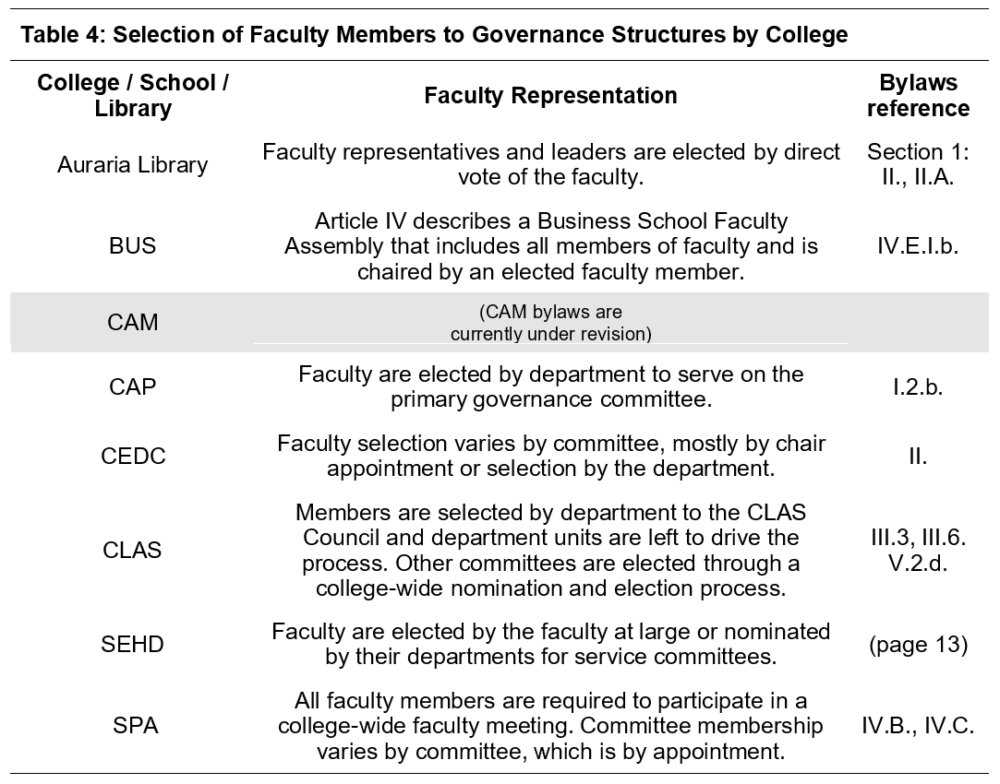 Table 4: Selection of Faculty Members to Governance Structures by College
College / School /
Library
Faculty Representation
Bylaws
reference
Auraria Library
Faculty representatives and leaders are elected by direct
vote of the faculty.
Section 1:
II., II.A.
BUS
Article IV describes a Business School Faculty
Assembly that includes all members of faculty and is
chaired by an elected faculty member.
IV.E.I.b.
CAM
(CAM bylaws are
currently under revision)
CAP
Faculty are elected by department to serve on the
primary governance committee.
I.2.b.
CEDC
Faculty selection varies by committee, mostly by chair
appointment or selection by the department.
II.
CLAS
Members are selected by department to the CLAS
Council and department units are left to drive the
process. Other committees are elected through a
college-wide nomination and election process.
III.3, III.6.
V.2.d.
SEHD
Faculty are elected by the faculty at large or nominated
by their departments for service committees.
(page 13)
SPA
All faculty members are required to participate in a
college-wide faculty meeting. Committee membership
varies by committee, which is by appointment.
IV.B., IV.C.